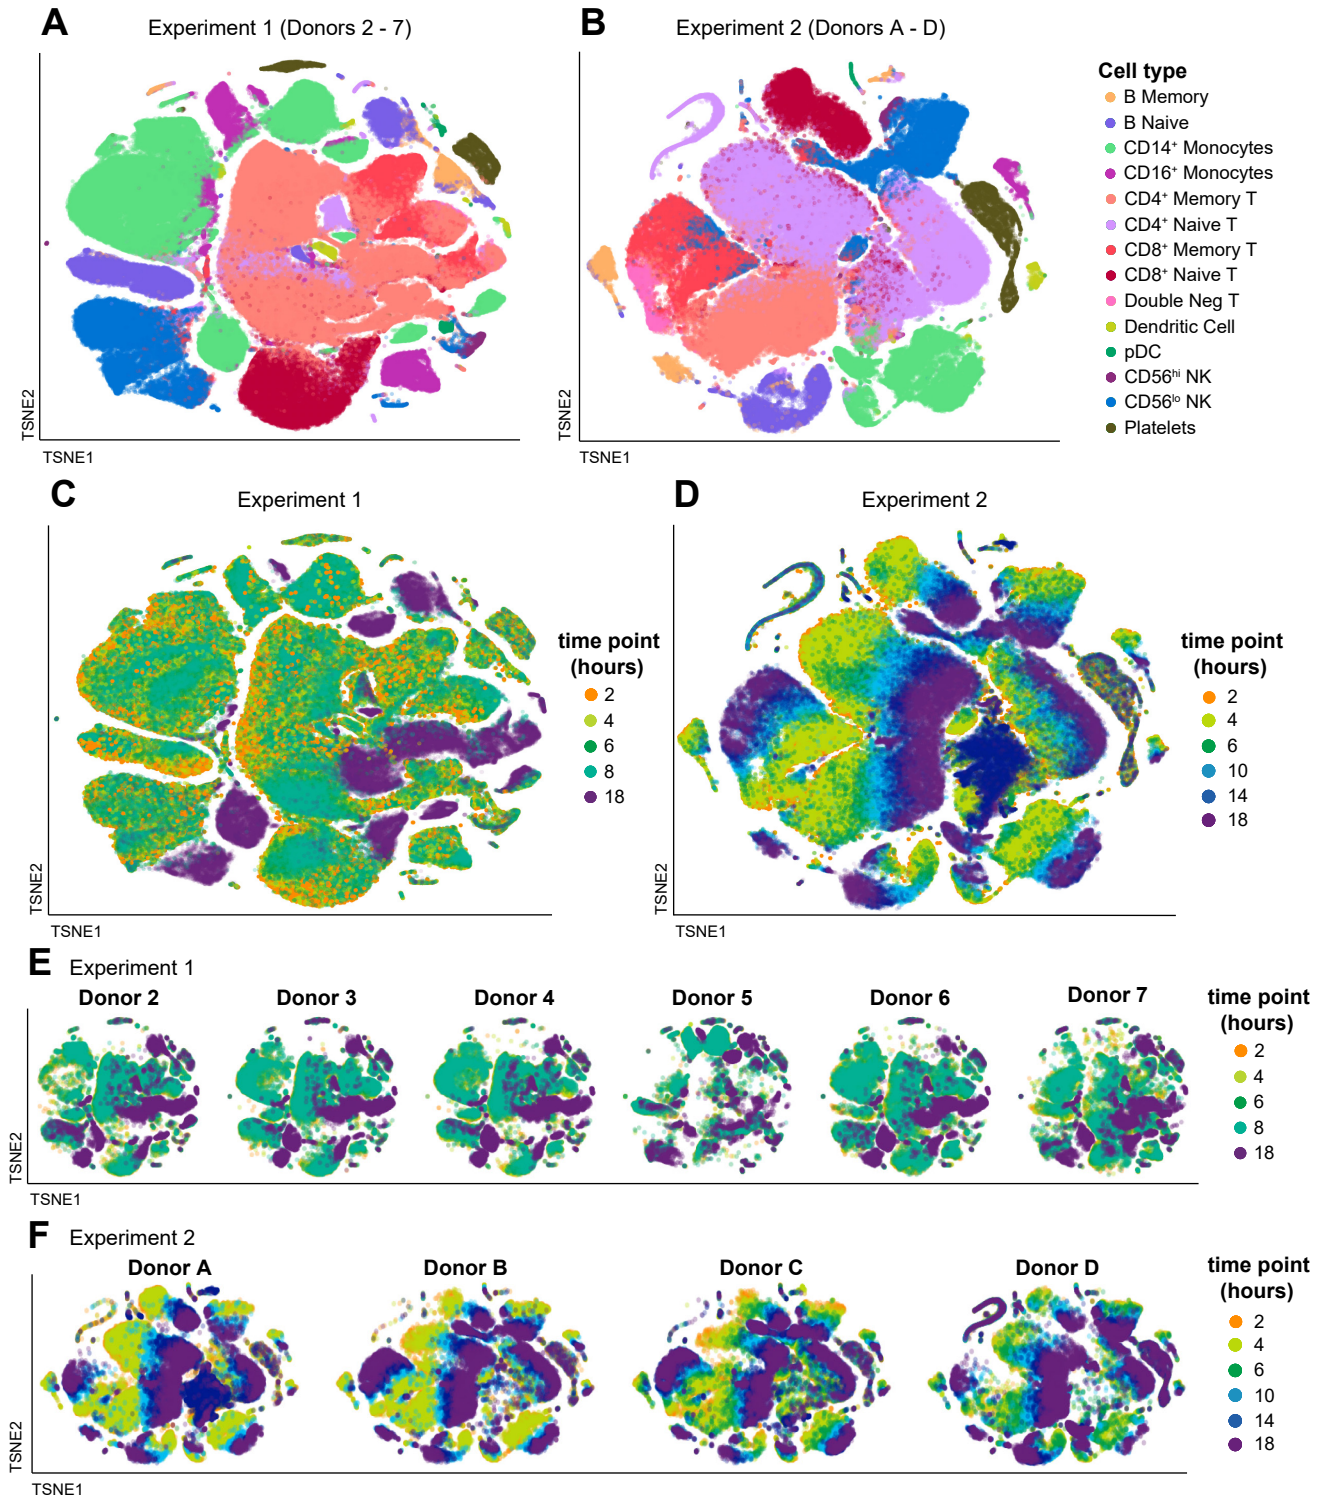 A
Experiment 1 (Donors 2 - 7)
TSNE2
TSNE1
B
Experiment 2 (Donors A - D)
TSNE2
TSNE1
Cell type
B Memory
B Naive
CD14⁺ Monocytes
CD16⁺ Monocytes
CD4⁺ Memory T
CD4⁺ Naive T
CD8⁺ Memory T
CD8⁺ Naive T
Double Neg T
Dendritic Cell
pDC
CD56ʰⁱ NK
CD56ˡᵒ NK
Platelets
C
Experiment 1
TSNE2
TSNE1
time point
(hours)
2
4
6
8
18
D
Experiment 2
TSNE2
TSNE1
time point
(hours)
2
4
6
10
14
18
E
Experiment 1
Donor 2
Donor 3
Donor 4
Donor 5
Donor 6
Donor 7
TSNE2
TSNE1
time point
(hours)
2
4
6
8
18
F
Experiment 2
Donor A
Donor B
Donor C
Donor D
TSNE2
TSNE1
time point
(hours)
2
4
6
10
14
18